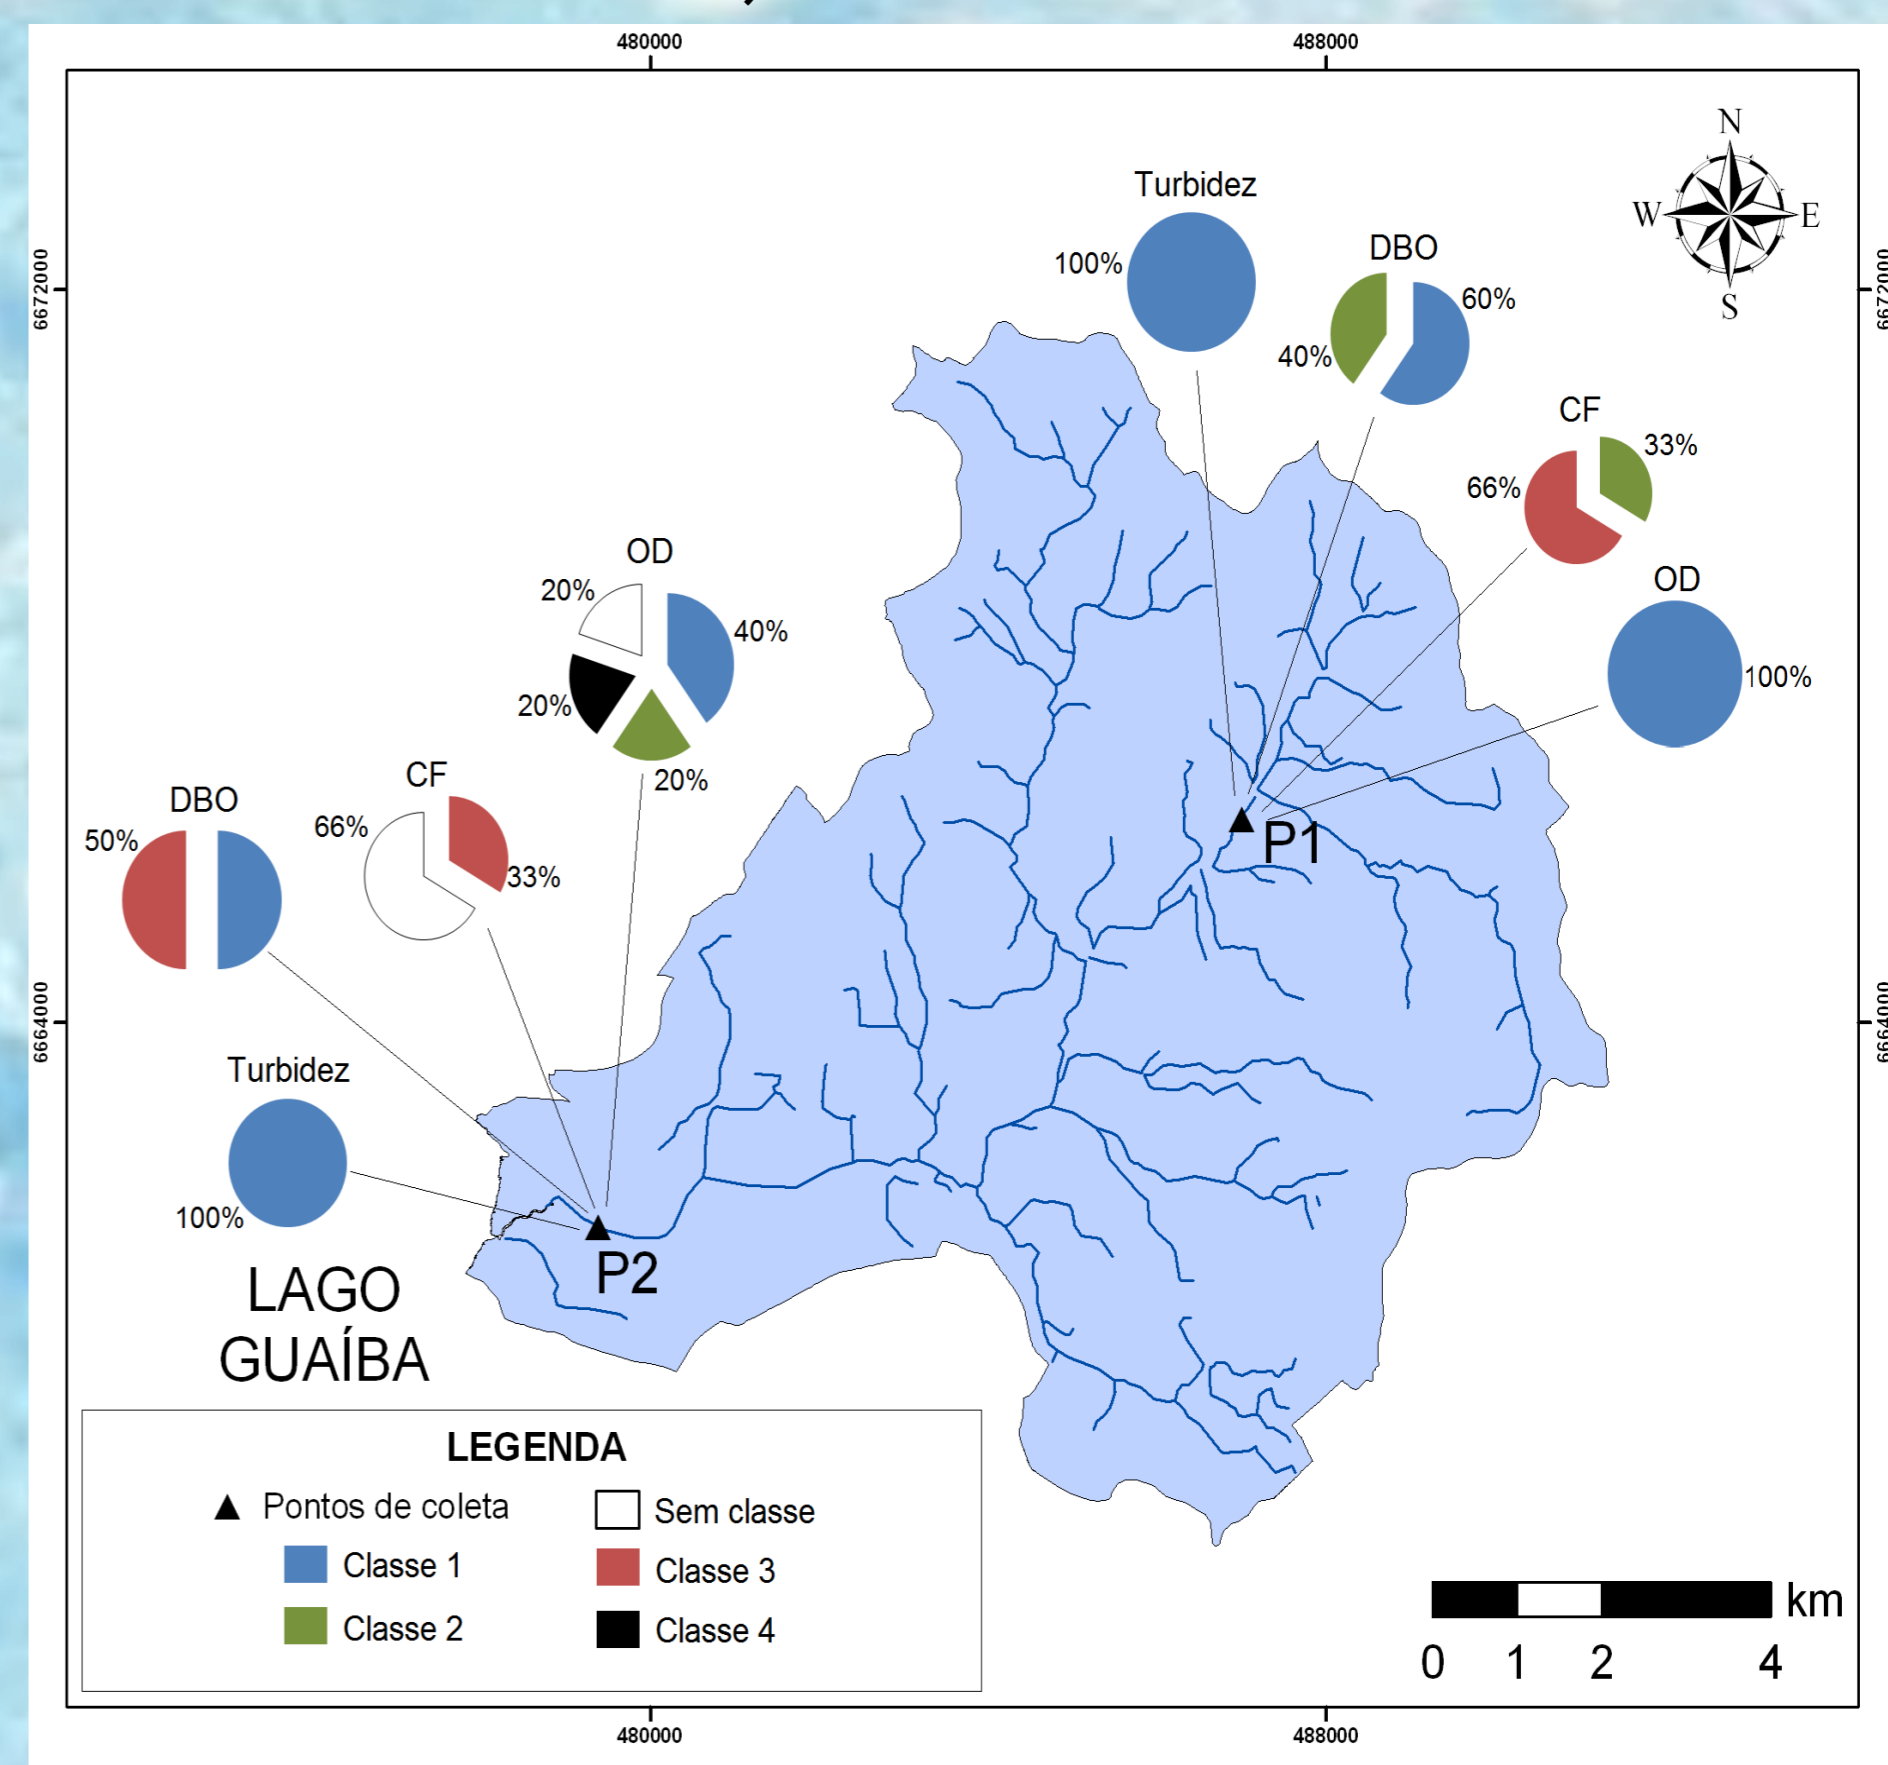 480000
488000
N
W
E
S
6672000
6672000
Turbidez
100%
DBO
60%
40%
CF
33%
66%
OD
100%
OD
20%
40%
20%
20%
CF
66%
33%
DBO
50%
P1
6664000
6664000
Turbidez
100%
P2
LAGO
GUAÍBA
LEGENDA
Pontos de coleta
Sem classe
Classe 1
Classe 3
Classe 2
Classe 4
km
0 1 2 4
480000
488000